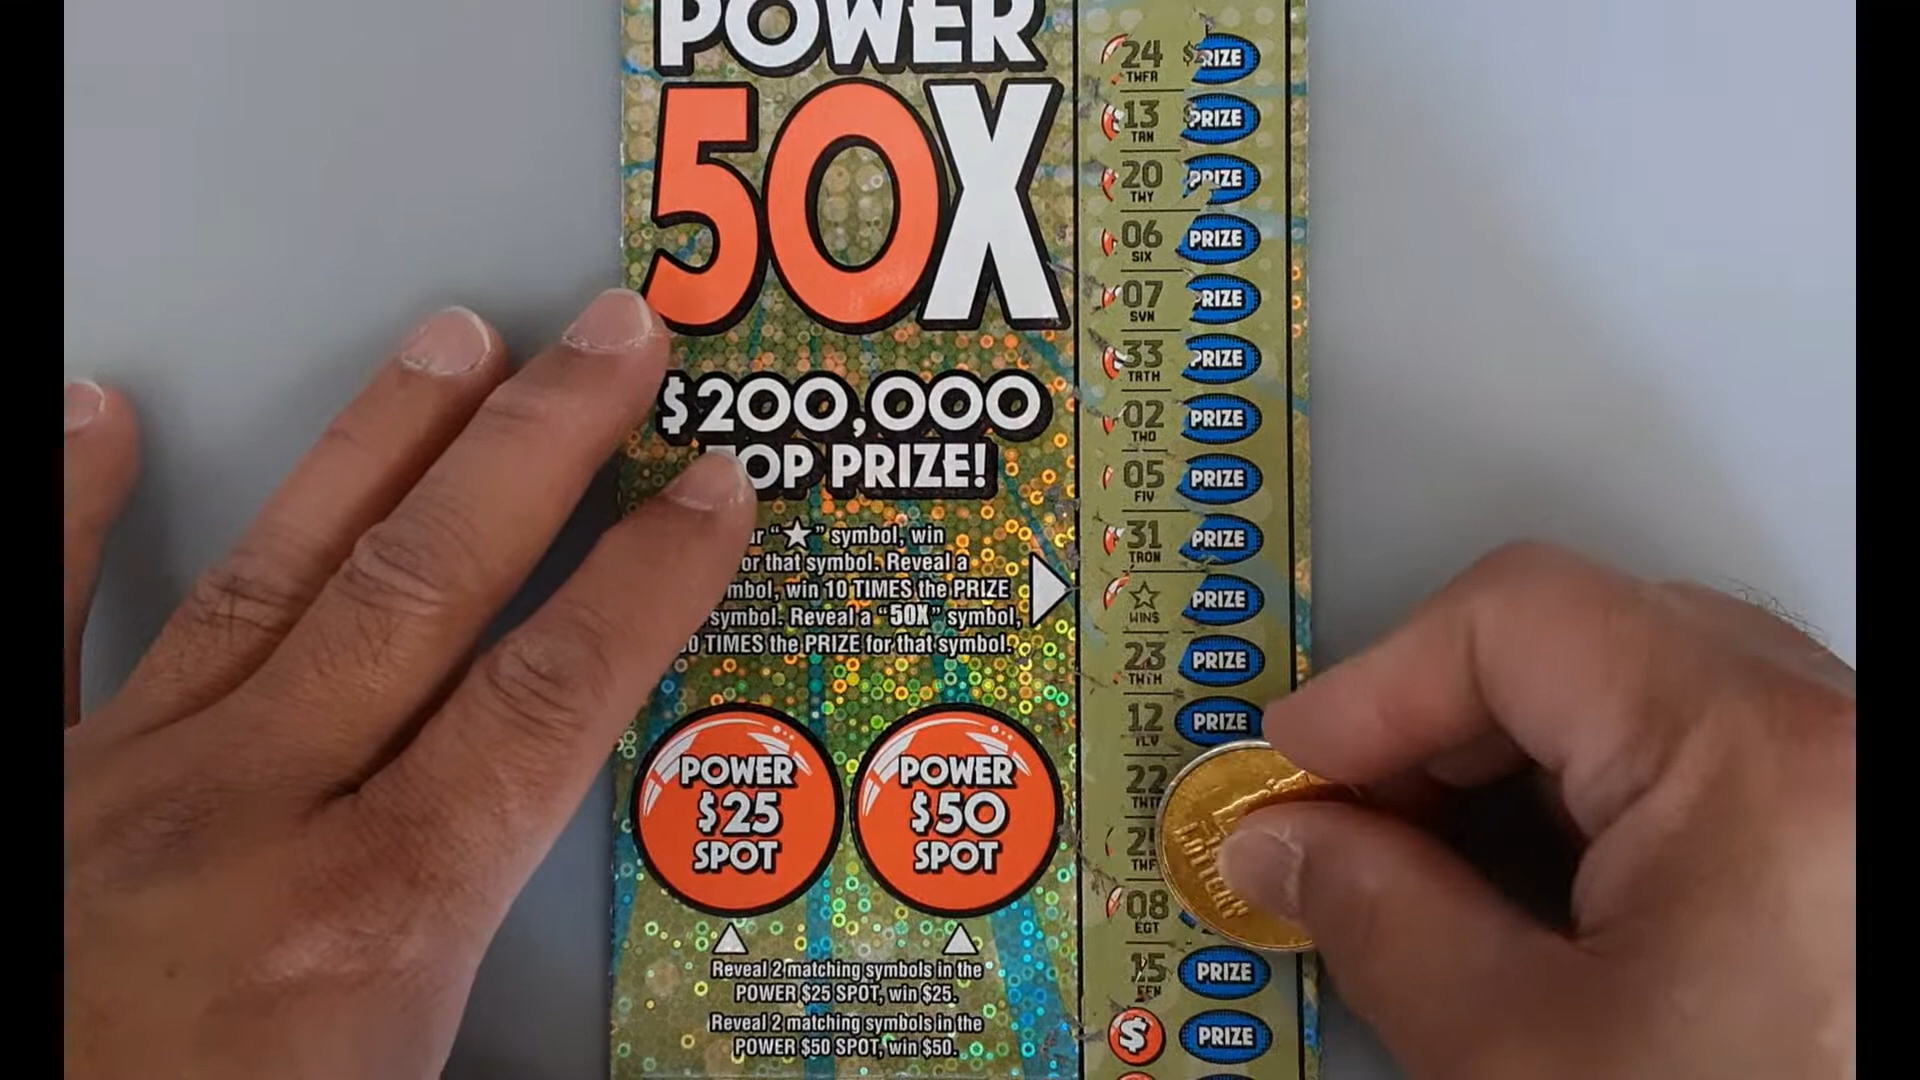 POWER
50X
$200,000
TOP PRIZE!
"★" symbol, win
or that symbol. Reveal a
win 10 TIMES the PRIZE
symbol. Reveal a "50X" symbol,
TIMES the PRIZE for that symbol.
POWER
$25
SPOT
POWER
$50
SPOT
Reveal 2 matching symbols in the
POWER $25 SPOT, win $25.
Reveal 2 matching symbols in the
POWER $50 SPOT, win $50.
24 PRIZE
TWFR
13 PRIZE
TRN
20 PRIZE
TWY
06 PRIZE
SIX
07 PRIZE
SVN
33 PRIZE
TRTH
02 PRIZE
TWO
05 PRIZE
FIV
31 PRIZE
TRON
☆ PRIZE
WINS
23 PRIZE
TWTH
12 PRIZE
TLV
22
08
EGT
15 PRIZE
$ PRIZE
LOTTERY